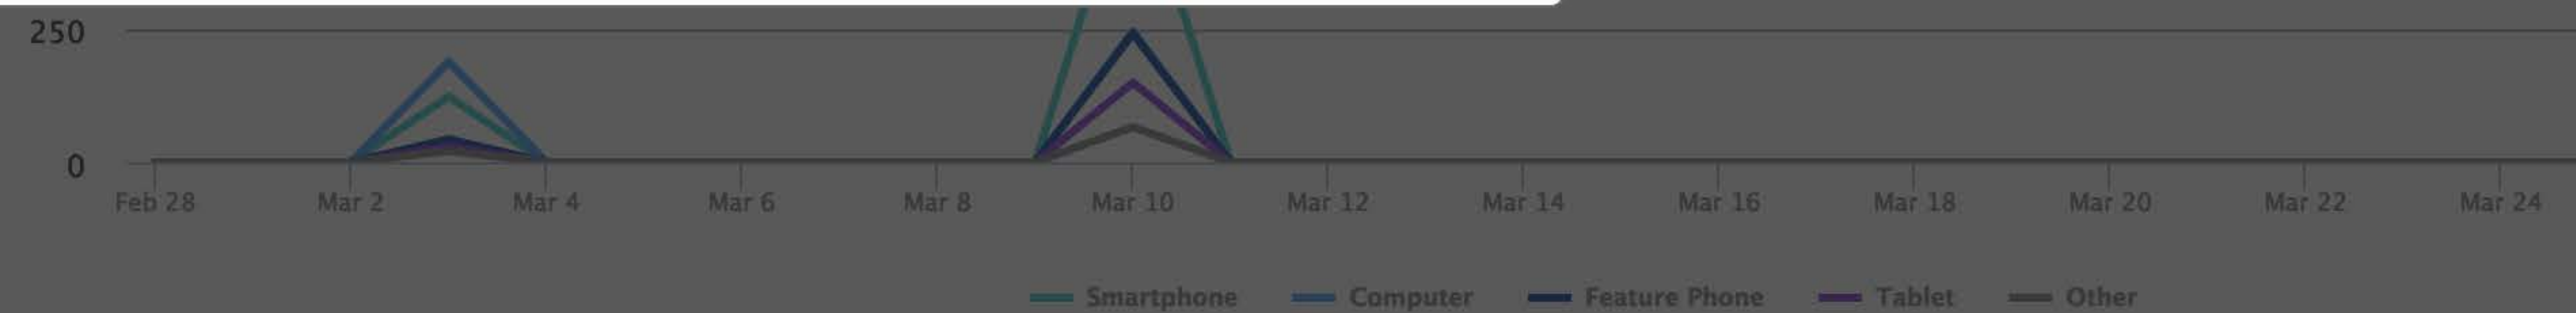 250
0
Feb 28 Mar 2 Mar 4 Mar 6 Mar 8 Mar 10 Mar 12 Mar 14 Mar 16 Mar 18 Mar 20 Mar 22 Mar 24
Smartphone Computer Feature Phone Tablet Other